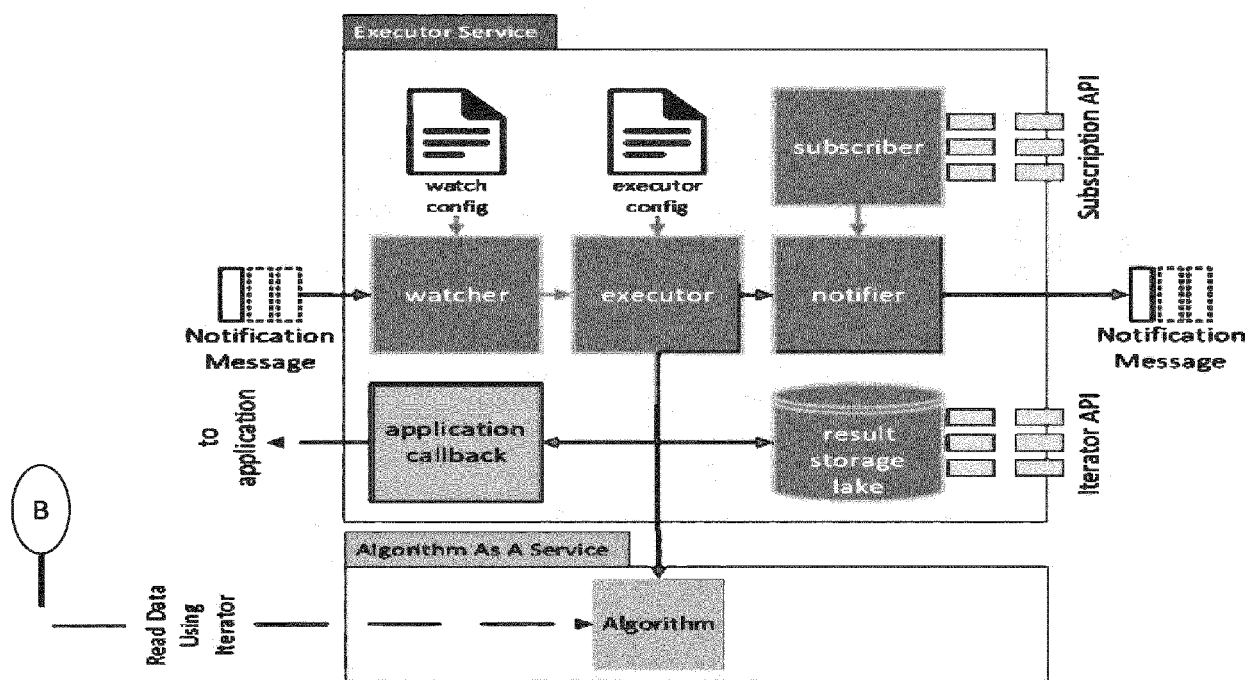 Executor Service
watch
config
executor
config
subscriber
Subscription API
Notification
Message
watcher
executor
notifier
Notification
Message
to
application
application
callback
result
storage
lake
Iterator API
B
Algorithm As A Service
Read Data
Using
Iterator
Algorithm